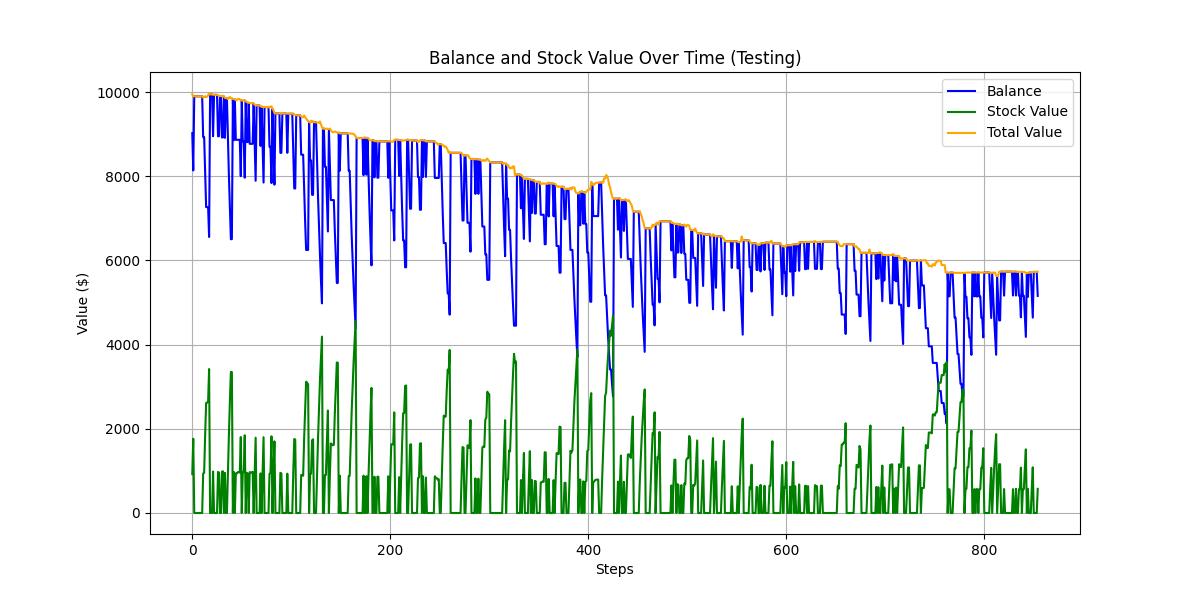 Balance and Stock Value Over Time (Testing)
Balance
Stock Value
Total Value
Value ($)
10000
8000
6000
4000
2000
0
0 200 400 600 800
Steps